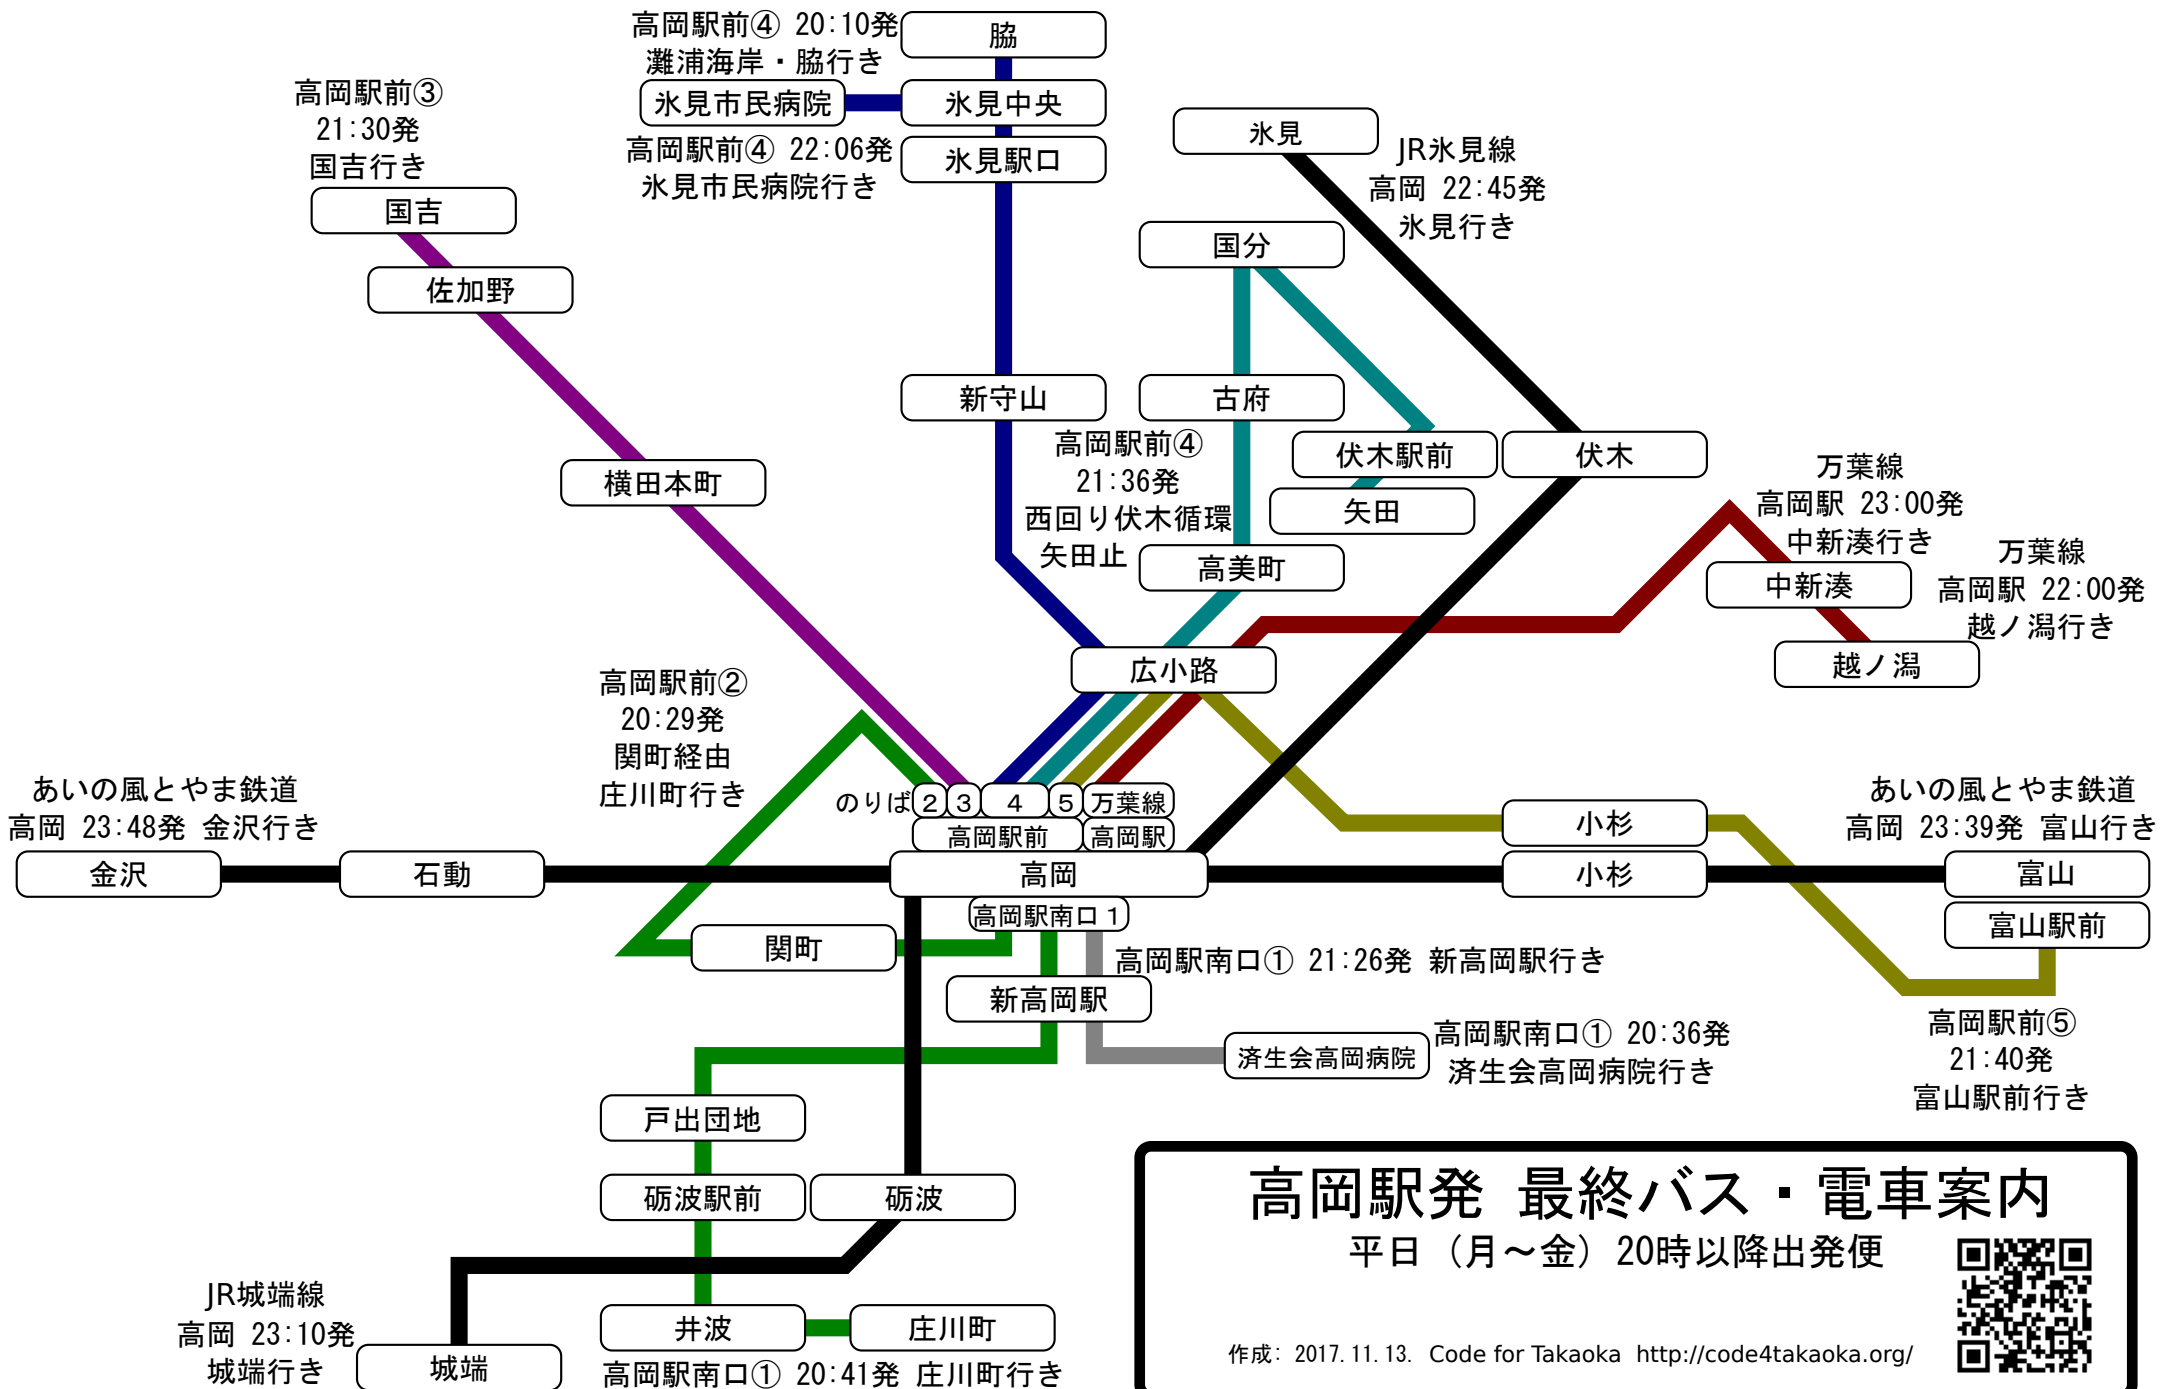 高岡駅前④ 20:10発
灘浦海岸・脇行き
脇
氷見市民病院
氷見中央
高岡駅前④ 22:06発
氷見市民病院行き
氷見駅口
高岡駅前③
21:30発
国吉行き
国吉
佐加野
横田本町
氷見
JR氷見線
高岡 22:45発
氷見行き
国分
新守山
古府
高岡駅前④
21:36発
西回り伏木循環
矢田止
伏木駅前
伏木
矢田
高美町
万葉線
高岡駅 23:00発
中新湊行き
中新湊
万葉線
高岡駅 22:00発
越ノ潟行き
越ノ潟
広小路
高岡駅前②
20:29発
関町経由
庄川町行き
のりば 2 3 4 5 万葉線
高岡駅前 高岡駅
あいの風とやま鉄道
高岡 23:48発 金沢行き
金沢
石動
高岡
小杉
小杉
あいの風とやま鉄道
高岡 23:39発 富山行き
富山
富山駅前
高岡駅南口 1
関町
高岡駅南口① 21:26発 新高岡駅行き
新高岡駅
済生会高岡病院
高岡駅南口① 20:36発
済生会高岡病院行き
高岡駅前⑤
21:40発
富山駅前行き
戸出団地
砺波駅前
砺波
JR城端線
高岡 23:10発
城端行き
城端
井波
庄川町
高岡駅南口① 20:41発 庄川町行き
高岡駅発 最終バス・電車案内
平日（月～金）20時以降出発便
作成: 2017.11.13. Code for Takaoka http://code4takaoka.org/